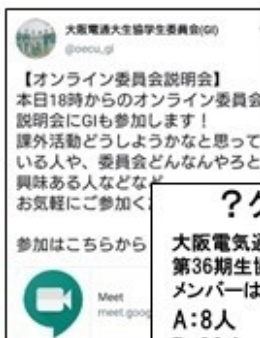 大阪電通大生協学生委員会(GI)
@oecu_gi
【オンライン委員会説明会】
本日18時からのオンライン委員会
説明会にGIも参加します!
課外活動どうしようかなと思って
いる人や、委員会どんなんやろと
興味ある人などなど
お気軽にご参加く
参加はこちらから
Meet
meet.goog
?ク
大阪電気通
第36期生協
メンバーは
A:8人